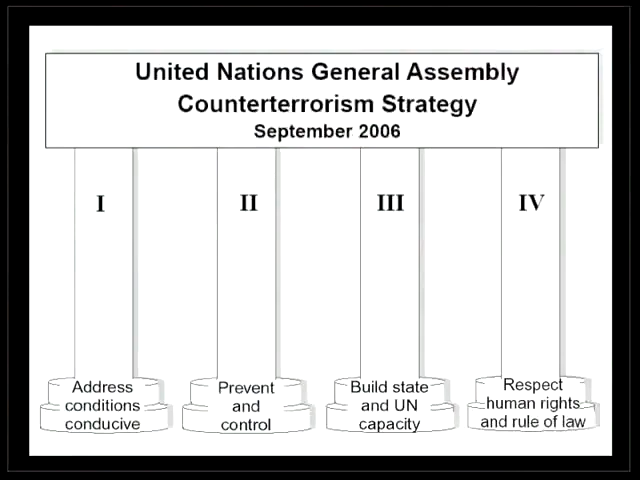 United Nations General Assembly
Counterterrorism Strategy
September 2006
I
II
III
IV
Address
conditions
conducive
Prevent
and
control
Build state
and UN
capacity
Respect
human rights
and rule of law